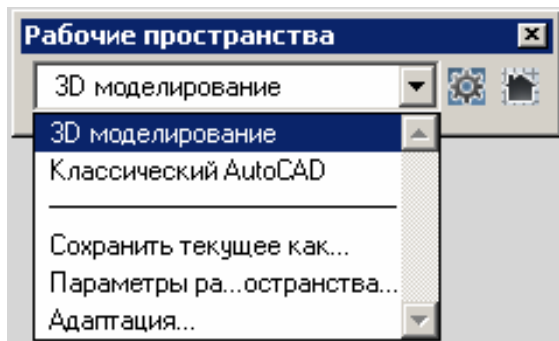 Рабочие пространства
3D моделирование
3D моделирование
Классический AutoCAD
Сохранить текущее как...
Параметры ра...остранства...
Адаптация...